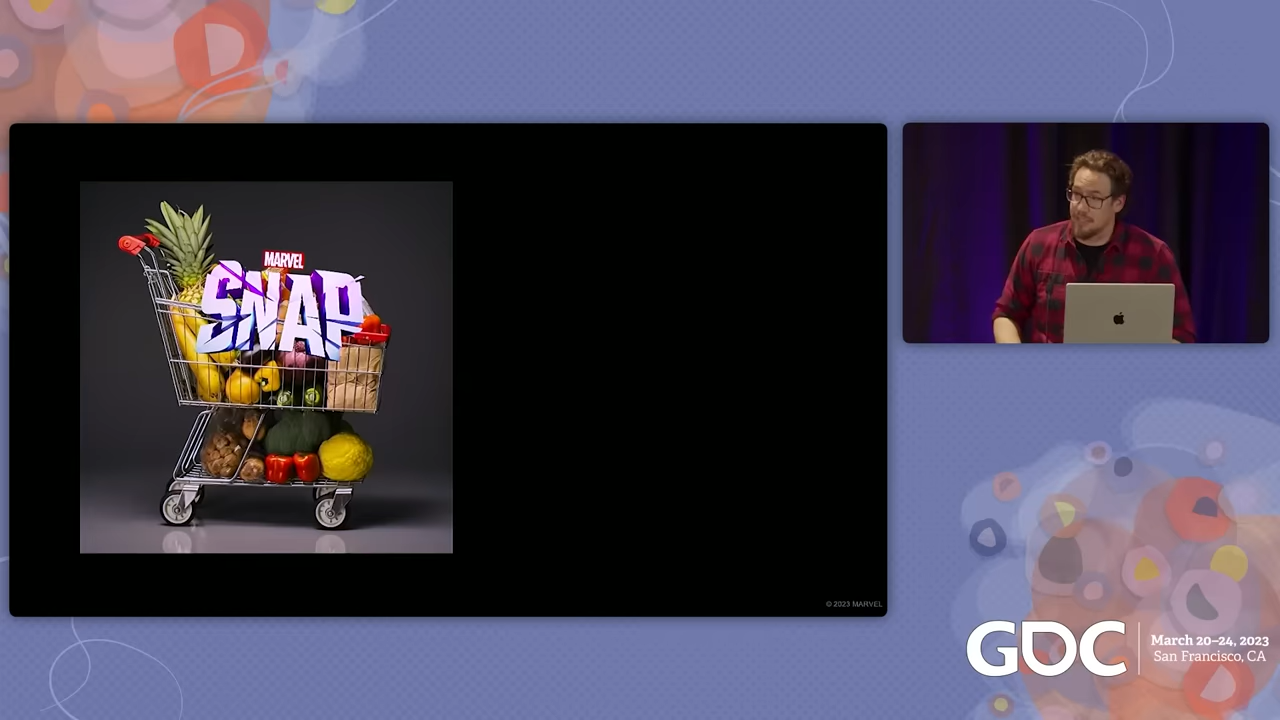 MARVEL
SNAP
© 2023 MARVEL
GDC
March 20–24, 2023
San Francisco, CA